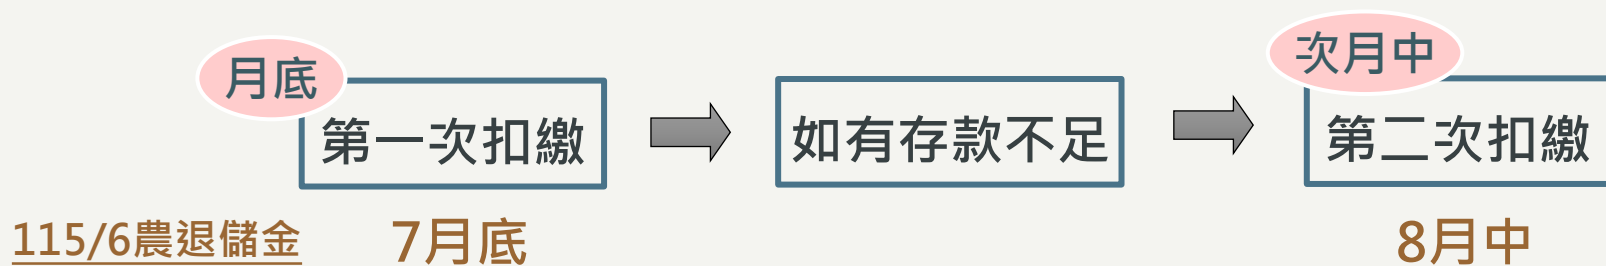 月底
第一次扣繳
如有存款不足
次月中
第二次扣繳
115/6農退儲金
7月底
8月中